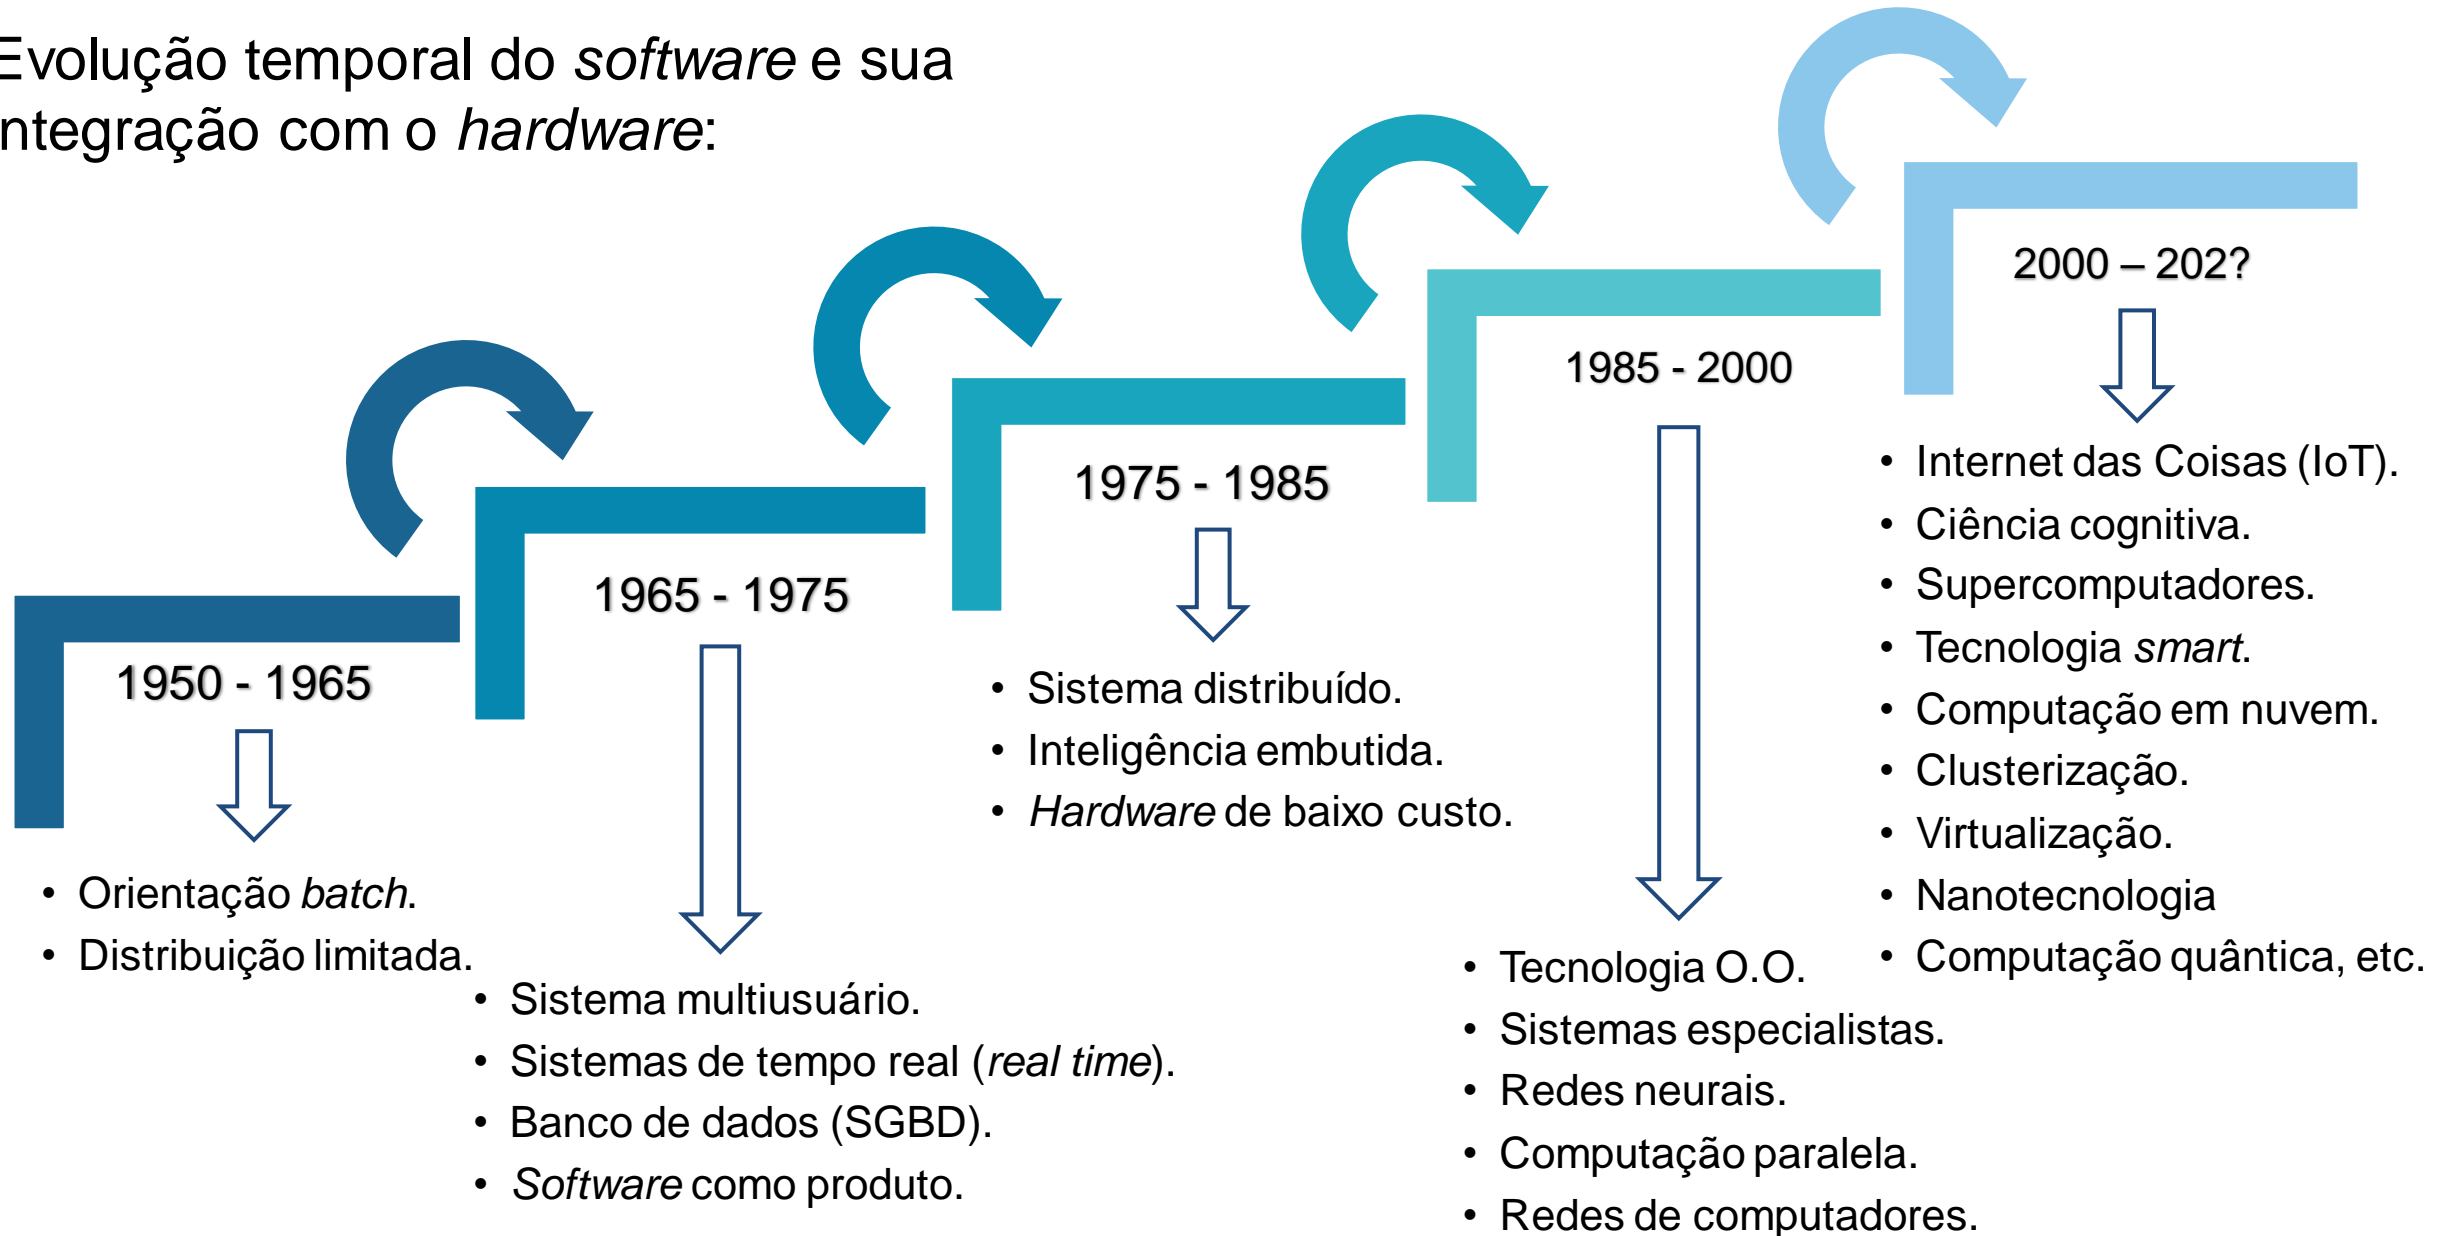 Evolução temporal do software e sua
integração com o hardware:
1950 - 1965
• Orientação batch.
• Distribuição limitada.
1965 - 1975
• Sistema multiusuário.
• Sistemas de tempo real (real time).
• Banco de dados (SGBD).
• Software como produto.
1975 - 1985
• Sistema distribuído.
• Inteligência embutida.
• Hardware de baixo custo.
1985 - 2000
• Tecnologia O.O.
• Sistemas especialistas.
• Redes neurais.
• Computação paralela.
• Redes de computadores.
2000 – 202?
• Internet das Coisas (IoT).
• Ciência cognitiva.
• Supercomputadores.
• Tecnologia smart.
• Computação em nuvem.
• Clusterização.
• Virtualização.
• Nanotecnologia
• Computação quântica, etc.